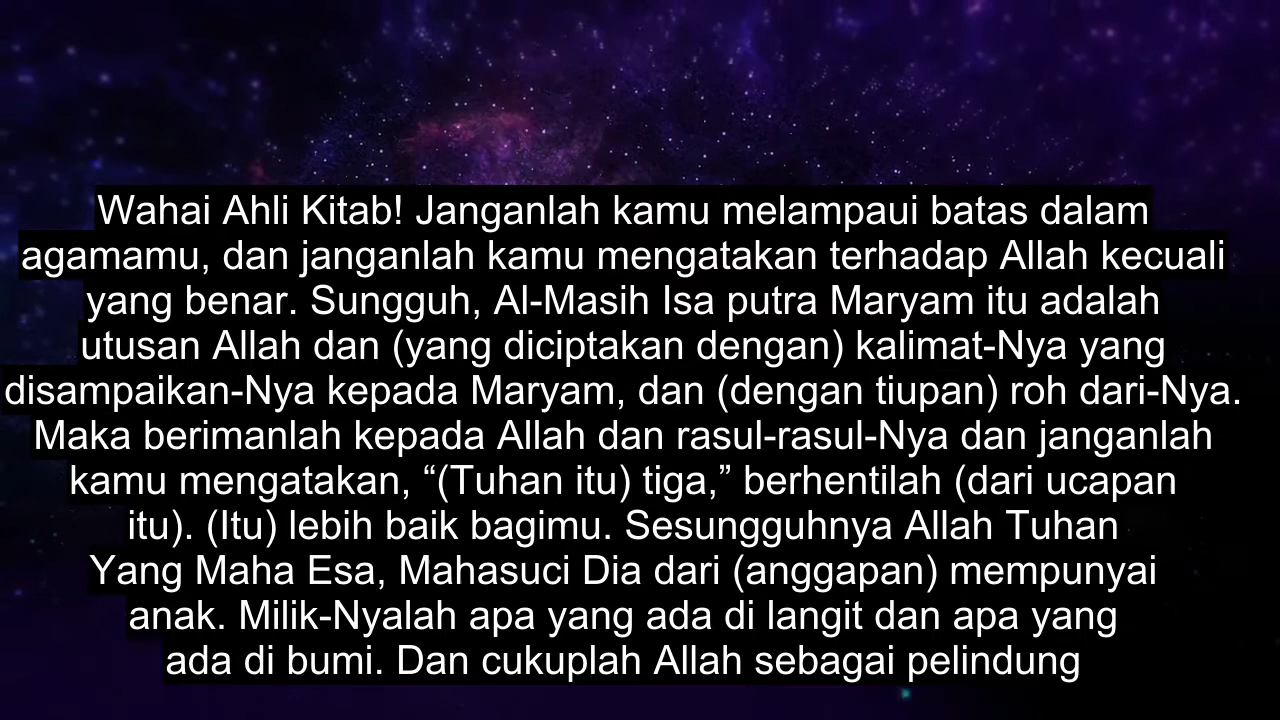 Wahai Ahli Kitab! Janganlah kamu melampaui batas dalam
agamamu, dan janganlah kamu mengatakan terhadap Allah kecuali
yang benar. Sungguh, Al-Masih Isa putra Maryam itu adalah
utusan Allah dan (yang diciptakan dengan) kalimat-Nya yang
disampaikan-Nya kepada Maryam, dan (dengan tiupan) roh dari-Nya.
Maka berimanlah kepada Allah dan rasul-rasul-Nya dan janganlah
kamu mengatakan, “(Tuhan itu) tiga,” berhentilah (dari ucapan
itu). (Itu) lebih baik bagimu. Sesungguhnya Allah Tuhan
Yang Maha Esa, Mahasuci Dia dari (anggapan) mempunyai
anak. Milik-Nyalah apa yang ada di langit dan apa yang
ada di bumi. Dan cukuplah Allah sebagai pelindung